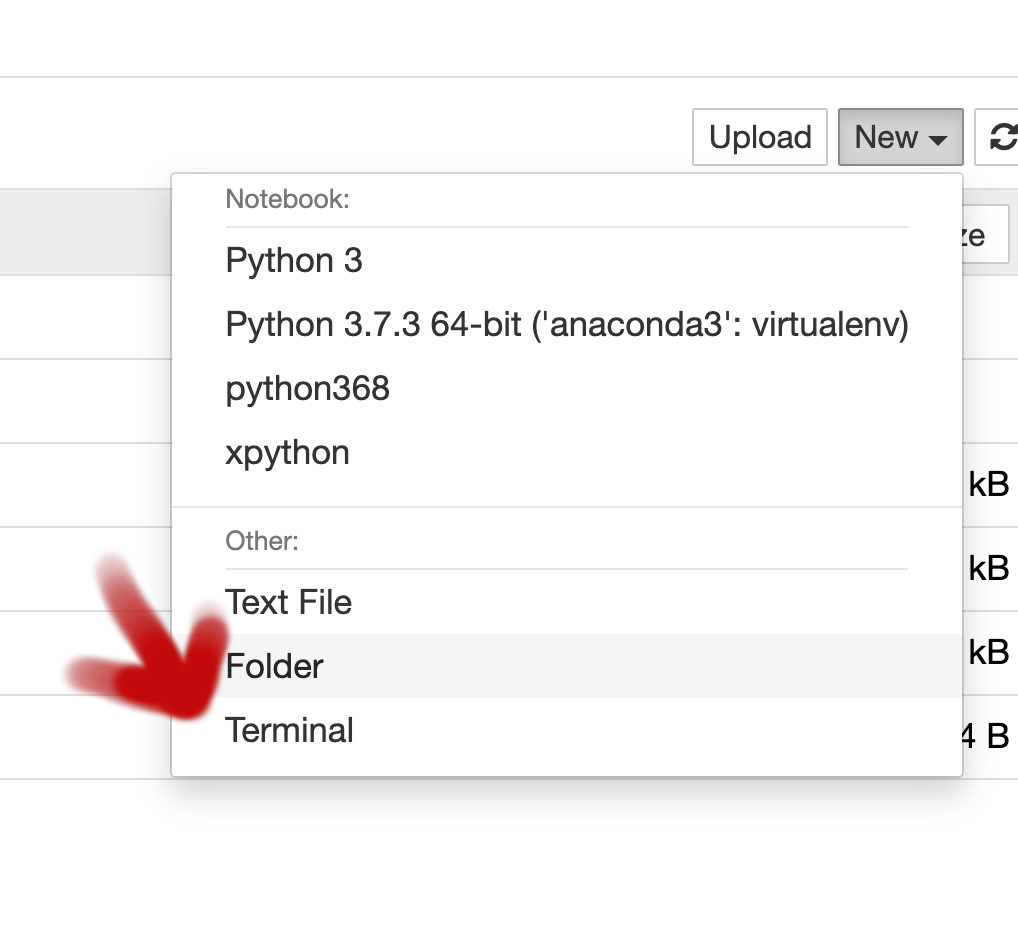 Upload New
Notebook:
Python 3
Python 3.7.3 64-bit ('anaconda3': virtualenv)
python368
xpython
kB
Other:
kB
Text File
Folder
kB
Terminal
4 B